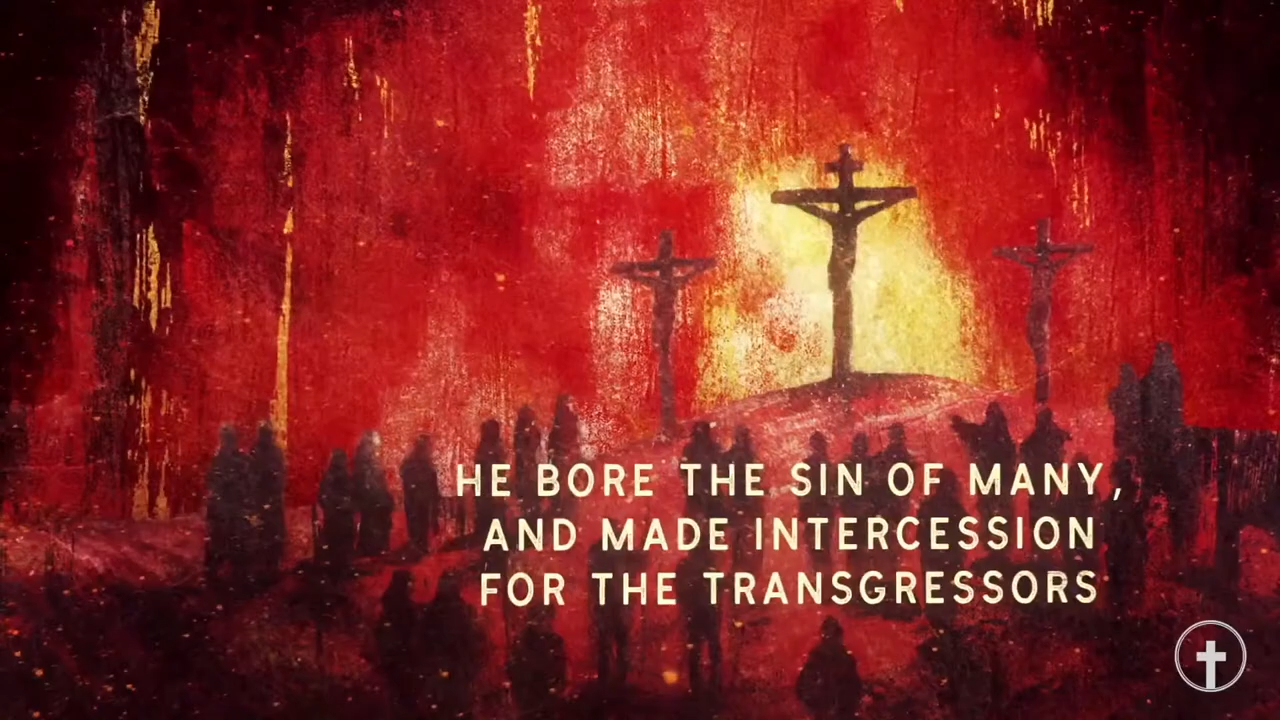 HE BORE THE SIN OF MANY,
AND MADE INTERCESSION
FOR THE TRANSGRESSORS